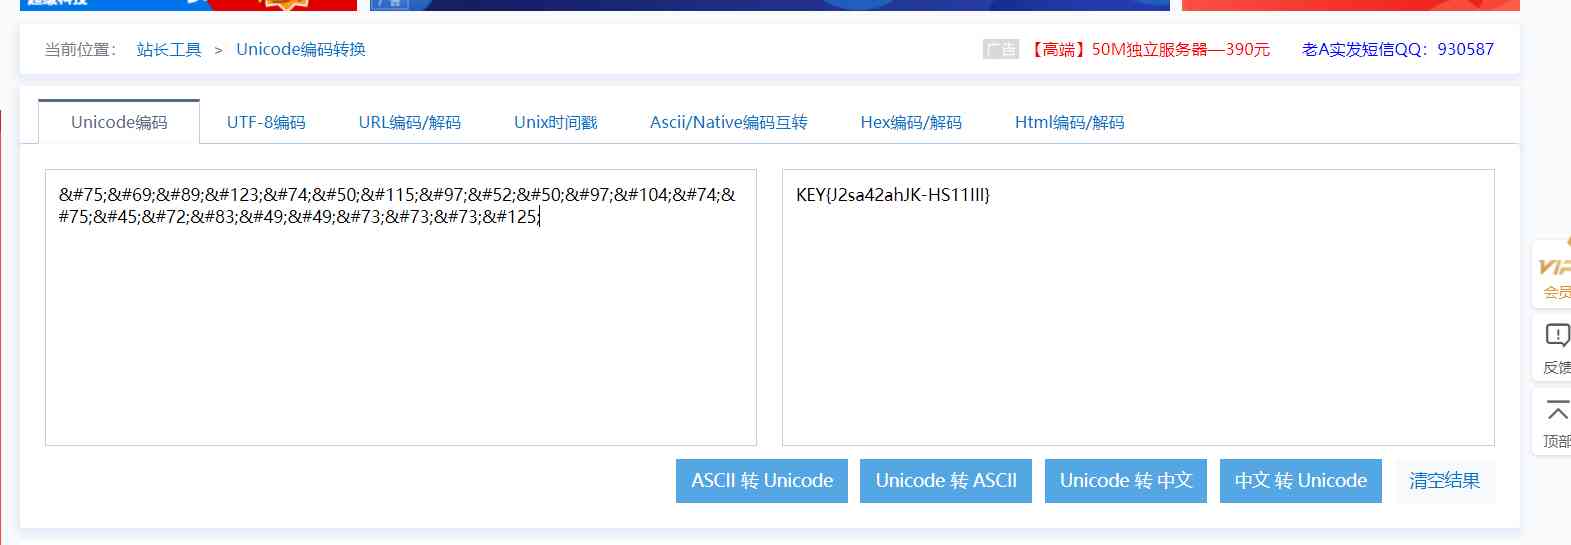 超级科技
广告
当前位置： 站长工具 > Unicode编码转换
广告 【高端】50M独立服务器—390元 老A实发短信QQ：930587
Unicode编码 UTF-8编码 URL编码/解码 Unix时间戳 Ascii/Native编码互转 Hex编码/解码 Html编码/解码
&#75;&#69;&#89;&#123;&#74;&#50;&#115;&#97;&#52;&#50;&#97;&#104;&#74;&
#75;&#45;&#72;&#83;&#49;&#49;&#73;&#73;&#73;&#125;
KEY{J2sa42ahJK-HS11III}
VIP
会员
反馈
顶部
ASCII 转 Unicode Unicode 转 ASCII Unicode 转 中文 中文 转 Unicode 清空结果